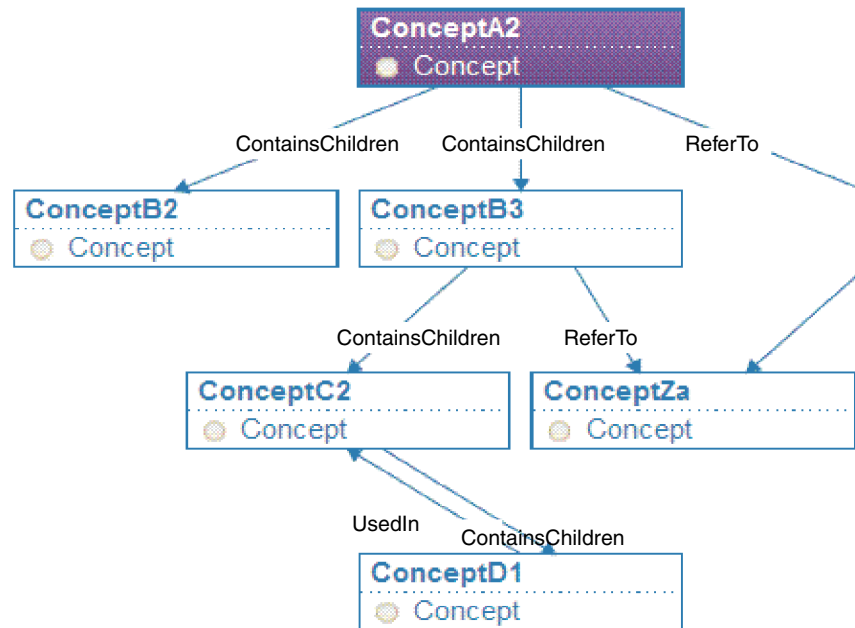 ConceptA2
Concept
ContainsChildren
ContainsChildren
ReferTo
ConceptB2
Concept
ConceptB3
Concept
ContainsChildren
ReferTo
ConceptC2
Concept
ConceptZa
Concept
UsedIn
ContainsChildren
ConceptD1
Concept